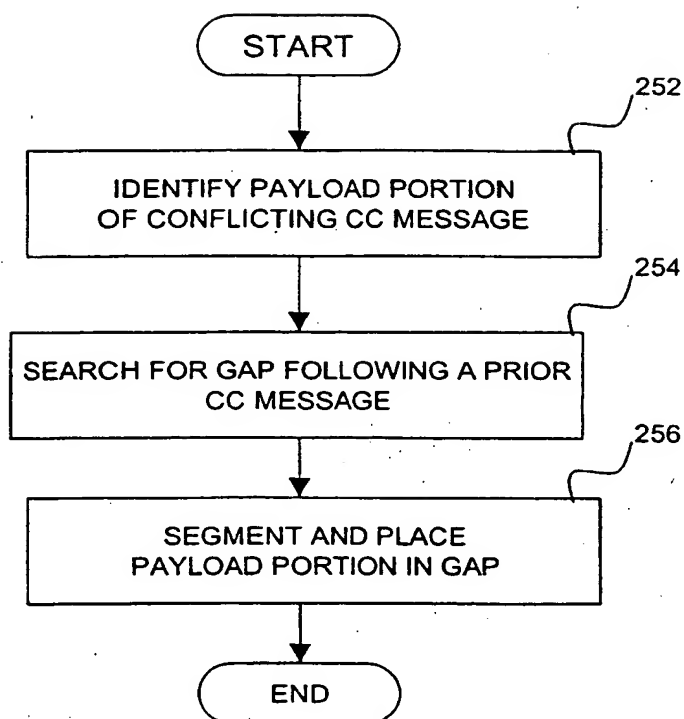 START
252
IDENTIFY PAYLOAD PORTION
OF CONFLICTING CC MESSAGE
254
SEARCH FOR GAP FOLLOWING A PRIOR
CC MESSAGE
256
SEGMENT AND PLACE
PAYLOAD PORTION IN GAP
END